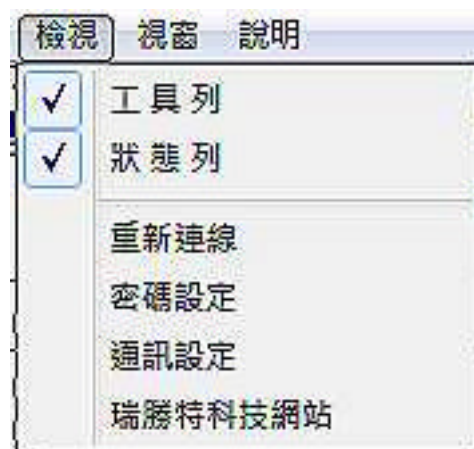 檢視 視窗 說明
工具列
狀態列
重新連線
密碼設定
通訊設定
瑞勝特科技網站